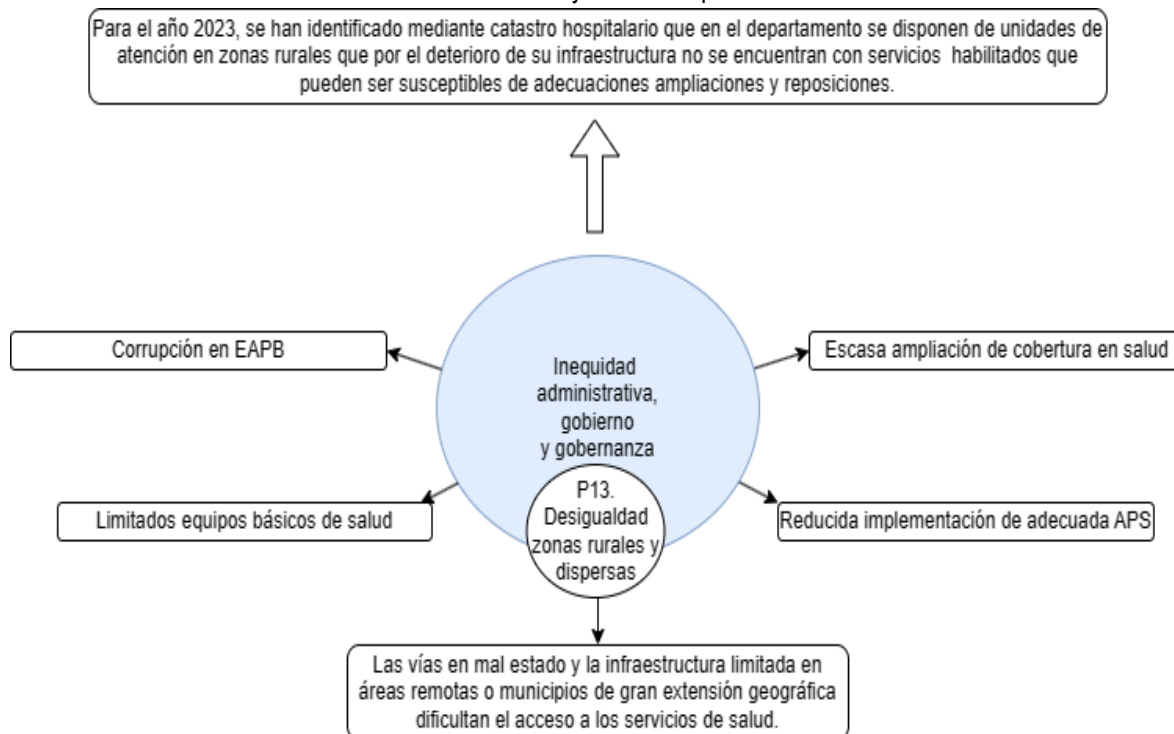 Para el año 2023, se han identificado mediante catastro hospitalario que en el departamento se disponen de unidades de
atención en zonas rurales que por el deterioro de su infraestructura no se encuentran con servicios habilitados que
pueden ser susceptibles de adecuaciones ampliaciones y reposiciones.
Corrupción en EAPB
Escasa ampliación de cobertura en salud
Inequidad
administrativa,
gobierno
y gobernanza
Limitados equipos básicos de salud
P13.
Desigualdad
zonas rurales y
dispersas
Reducida implementación de adecuada APS
Las vías en mal estado y la infraestructura limitada en
áreas remotas o municipios de gran extensión geográfica
dificultan el acceso a los servicios de salud.